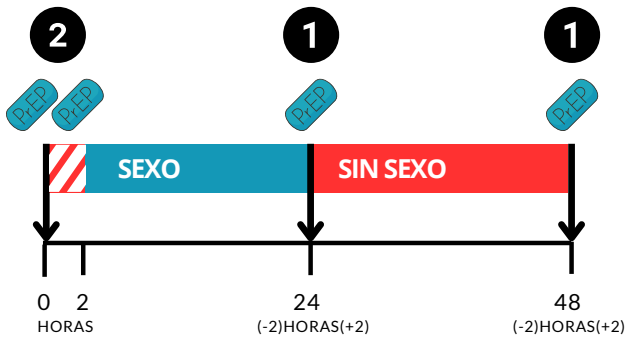 2 1 1
PrEP PrEP PrEP PrEP
SEXO SIN SEXO
0 2 24 48
HORAS (-2)HORAS(+2) (-2)HORAS(+2)